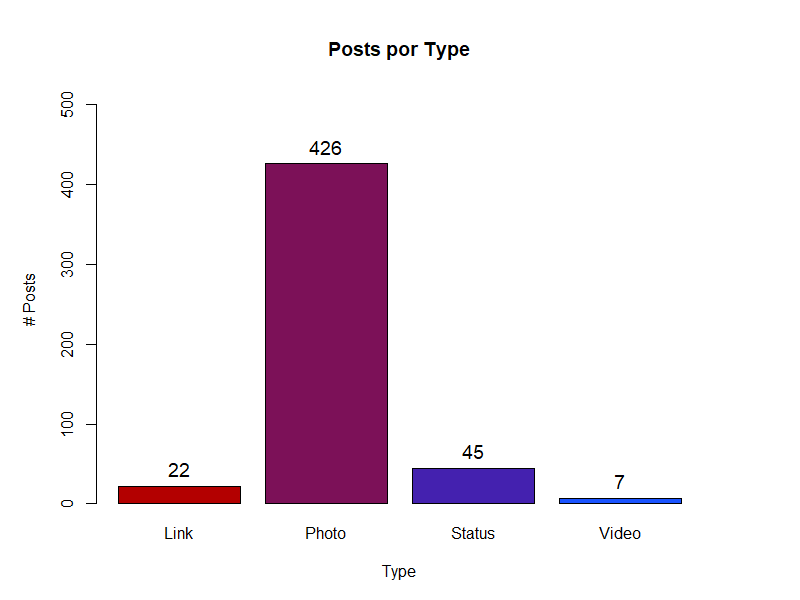 Posts por Type
500
400
300
200
100
0
# Posts
22
426
45
7
Link
Photo
Status
Video
Type